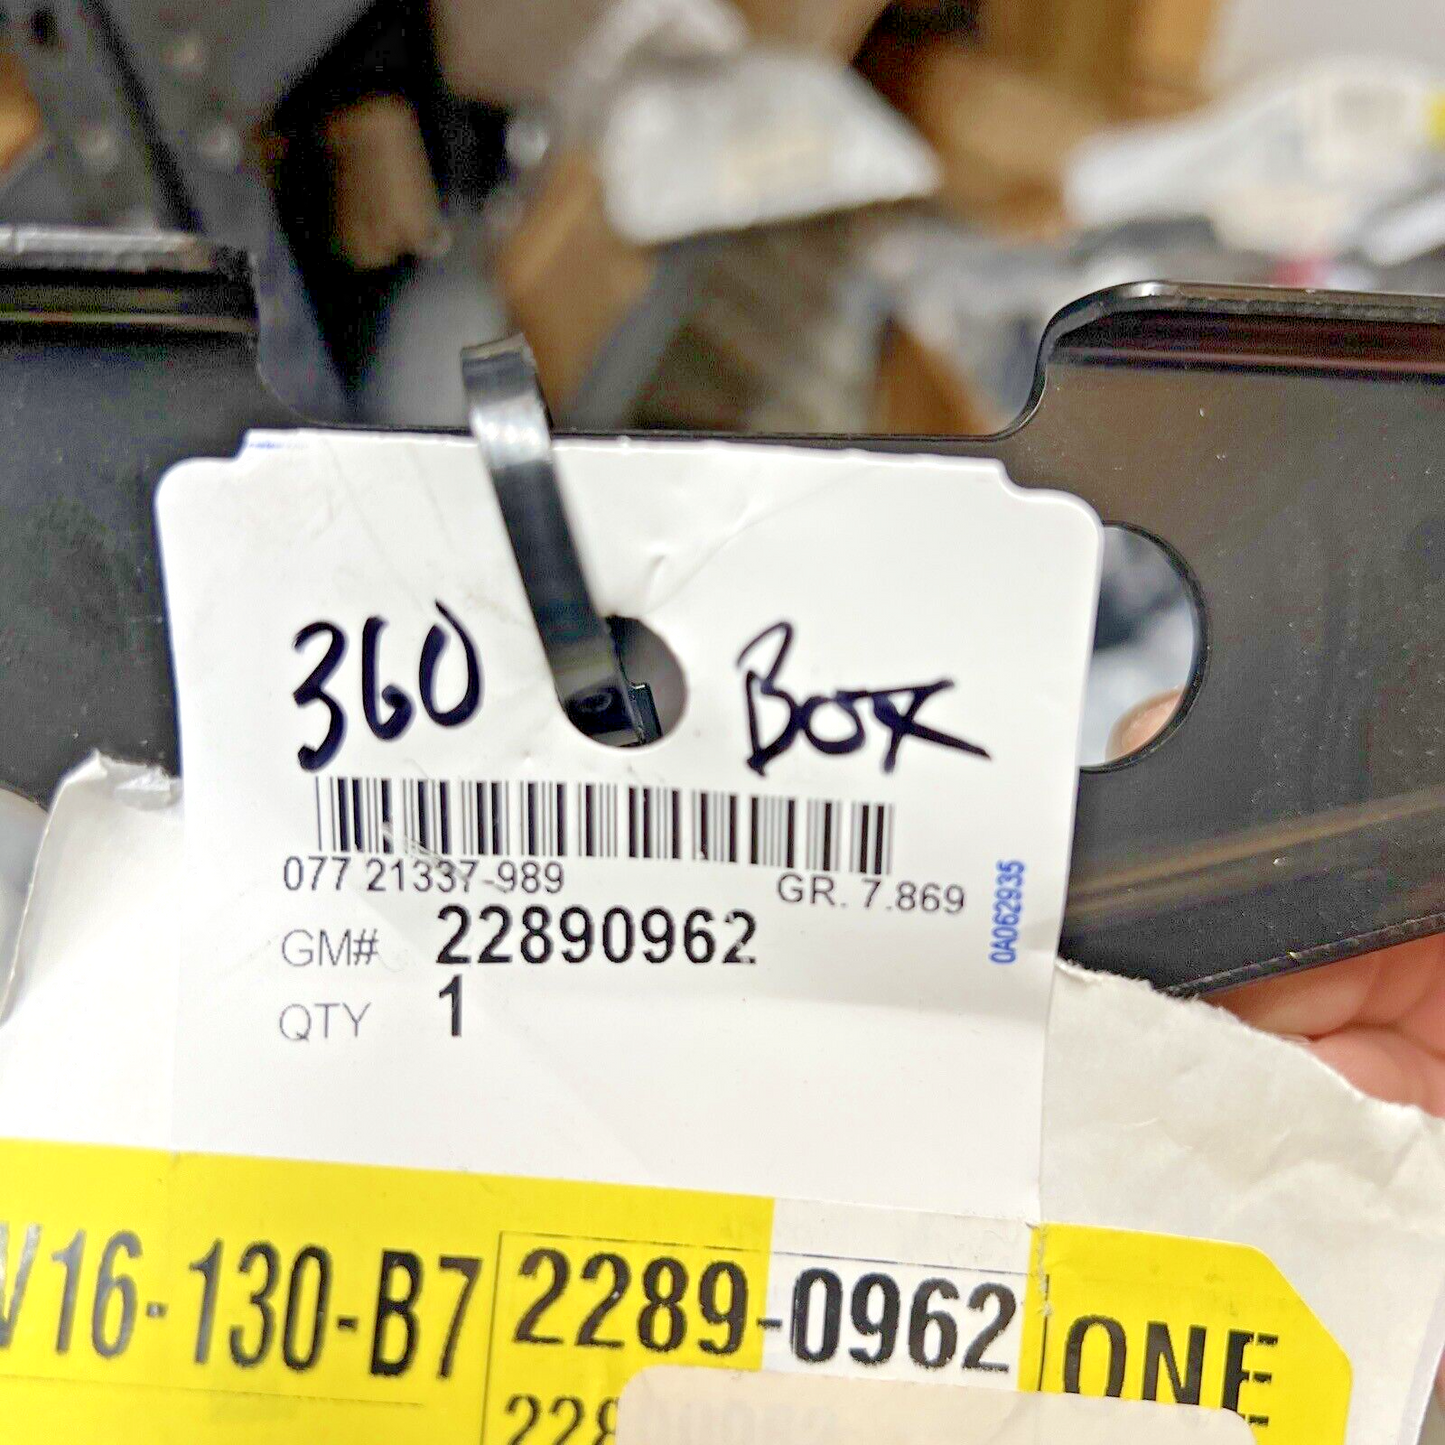 360 Box
077 21337-989 GR. 7.869
0A062935
GM# 22890962
QTY 1
V16-130-B7 2289-0962 ONE
228